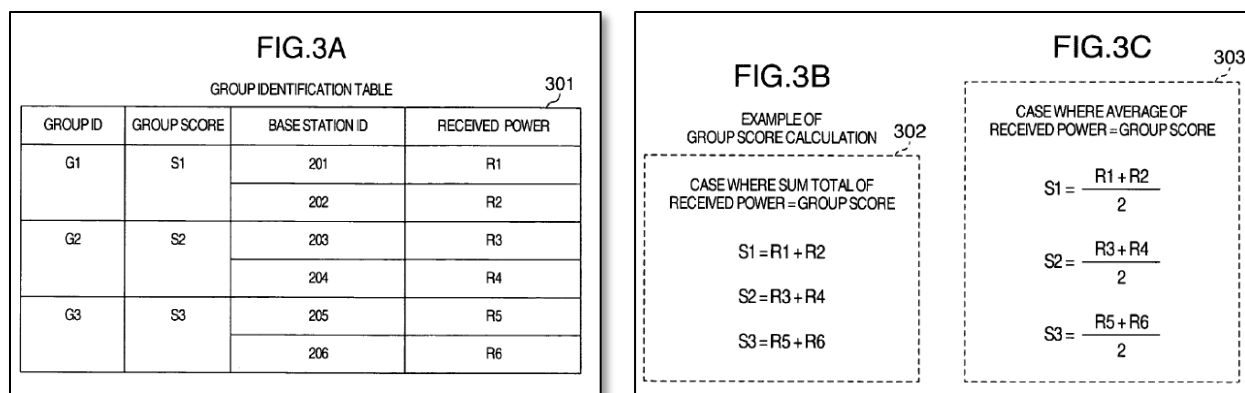 FIG.3A
GROUP IDENTIFICATION TABLE
301
GROUP ID GROUP SCORE BASE STATION ID RECEIVED POWER
G1 S1 201 R1
202 R2
G2 S2 203 R3
204 R4
G3 S3 205 R5
206 R6
FIG.3B
EXAMPLE OF
GROUP SCORE CALCULATION
302
CASE WHERE SUM TOTAL OF
RECEIVED POWER = GROUP SCORE
S1 = R1 + R2
S2 = R3 + R4
S3 = R5 + R6
FIG.3C
303
CASE WHERE AVERAGE OF
RECEIVED POWER = GROUP SCORE
S1 = R1 + R2
2
S2 = R3 + R4
2
S3 = R5 + R6
2